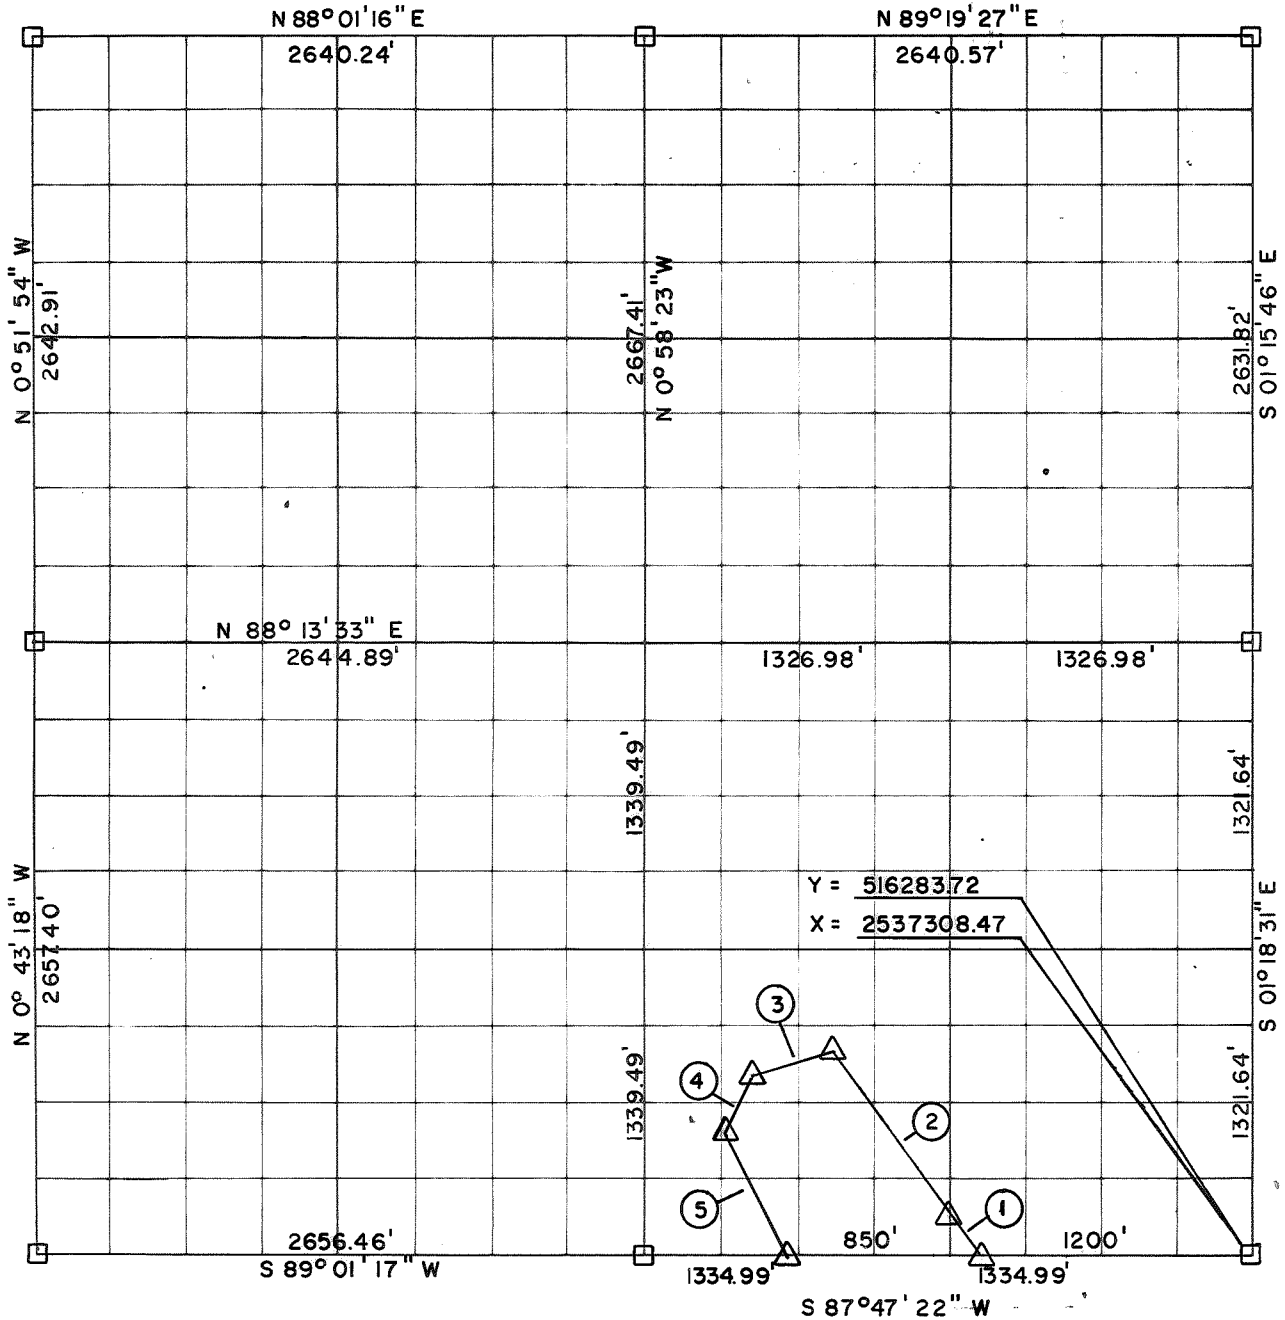 N 88° 01' 16" E
N 89° 19' 27" E
2640.24'
2640.57'
N 0° 51' 54" W
2642.91'
2667.41'
N 0° 58' 23" W
2631.82'
S 01° 15' 46" E
N 88° 13' 33" E
2644.89'
1326.98'
1326.98'
1339.49'
1321.64'
Y = 516283.72
X = 2537308.47
N 0° 43' 18" W
2657.40'
S 01° 18' 31" E
3
4
1339.49'
2
1321.64'
5
1
2656.46'
850'
1200'
S 89° 01' 17" W
1334.99'
1334.99'
S 87° 47' 22" W